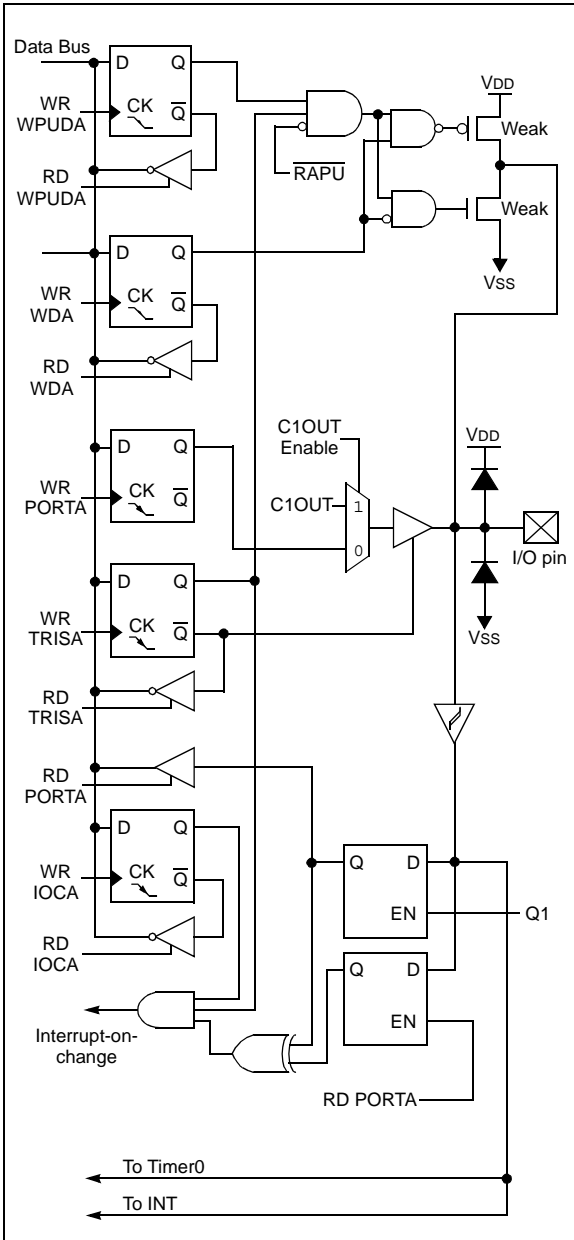 Data Bus
D Q
WR
WPUDA
CK
Q
VDD
Weak
RAPU
RD
WPUDA
Weak
VSS
D Q
WR
WDA
CK
Q
RD
WDA
C1OUT
Enable
VDD
D Q
C1OUT
1
WR
PORTA
CK
Q
0
I/O pin
D Q
VSS
WR
TRISA
CK
Q
RD
TRISA
RD
PORTA
D Q
Q D
WR
IOCA
CK
Q
EN
Q1
RD
IOCA
Q D
EN
Interrupt-on-
change
RD PORTA
To Timer0
To INT